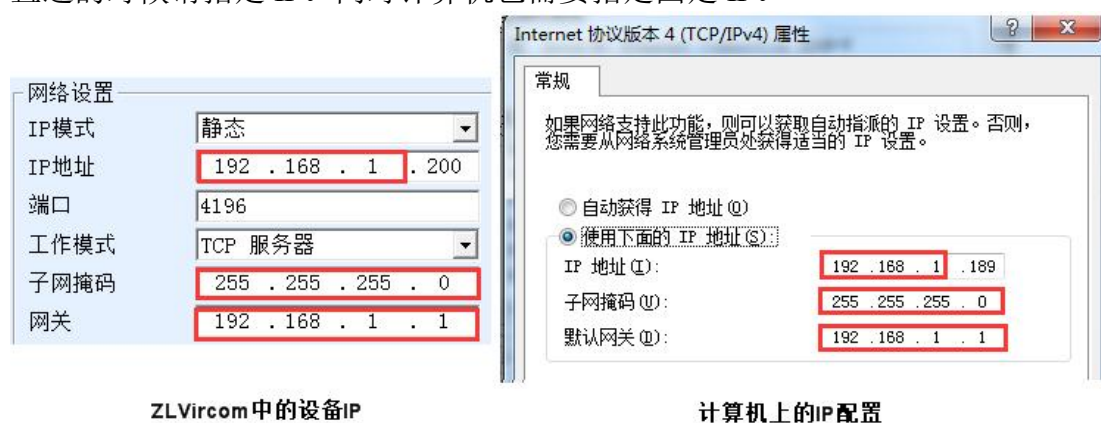 Internet 协议版本 4 (TCP/IPv4) 属性
网络设置
IP模式 静态
IP地址 192 . 168 . 1 . 200
端口 4196
工作模式 TCP 服务器
子网掩码 255 . 255 . 255 . 0
网关 192 . 168 . 1 . 1
ZLVircom中的设备IP
常规
如果网络支持此功能，则可以获取自动指派的 IP 设置。否则，
您需要从网络系统管理员处获得适当的 IP 设置。
自动获得 IP 地址(O)
使用下面的 IP 地址(S):
IP 地址(I): 192 .168 . 1 .189
子网掩码(U): 255 .255 .255 . 0
默认网关(D): 192 .168 . 1 . 1
计算机上的IP配置